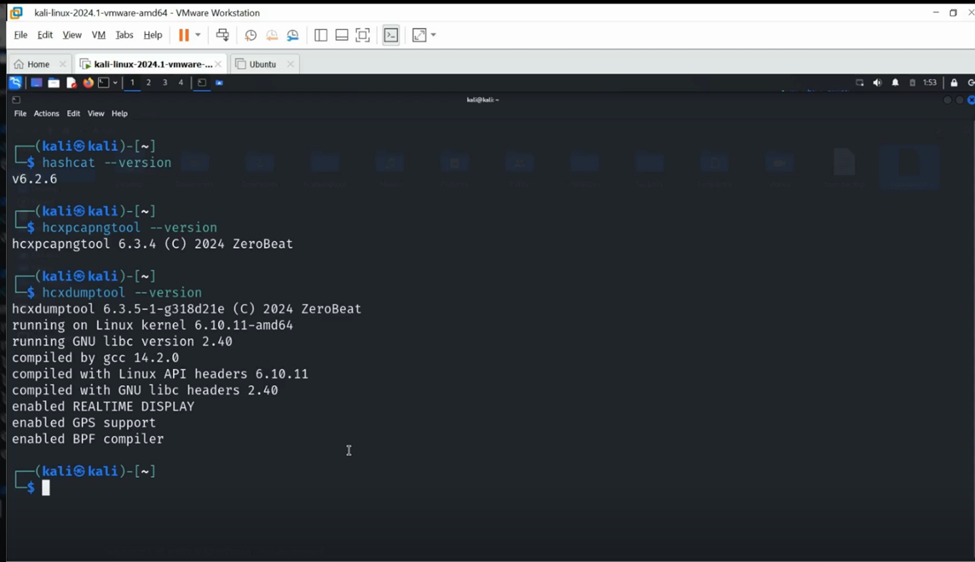 kali-linux-2024.1-vmware-amd64 - VMware Workstation
File Edit View VM Tabs Help
Home kali-linux-2024.1-vmware-... Ubuntu
1 2 3 4 1:53
kali@kali: ~
File Actions Edit View Help
┌──(kali㉿kali)-[~]
└─$ hashcat --version
v6.2.6
┌──(kali㉿kali)-[~]
└─$ hcxpcapngtool --version
hcxpcapngtool 6.3.4 (C) 2024 ZeroBeat
┌──(kali㉿kali)-[~]
└─$ hcxdumptool --version
hcxdumptool 6.3.5-1-g318d21e (C) 2024 ZeroBeat
running on Linux kernel 6.10.11-amd64
running GNU libc version 2.40
compiled by gcc 14.2.0
compiled with Linux API headers 6.10.11
compiled with GNU libc headers 2.40
enabled REALTIME DISPLAY
enabled GPS support
enabled BPF compiler
┌──(kali㉿kali)-[~]
└─$